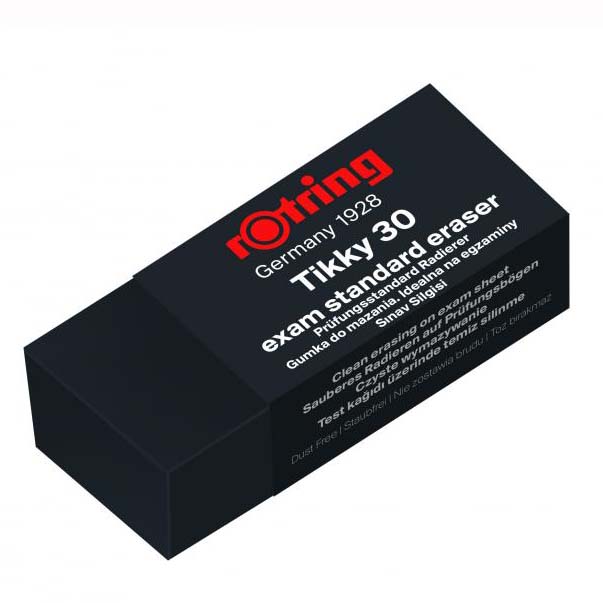 rOtring
Germany 1928
Tikky 30
exam standard eraser
Prüfungsstandard Radierer
Gumka do mazania. Idealna na egzaminy
Sınav Silgisi
Clean erasing on exam sheet
Sauberes Radieren auf Prüfungsbögen
Czyste wymazywanie
Test kağıdı üzerinde temiz silinme
Dust Free | Staubfrei | Nie zostawia brudu | Toz bırakmaz